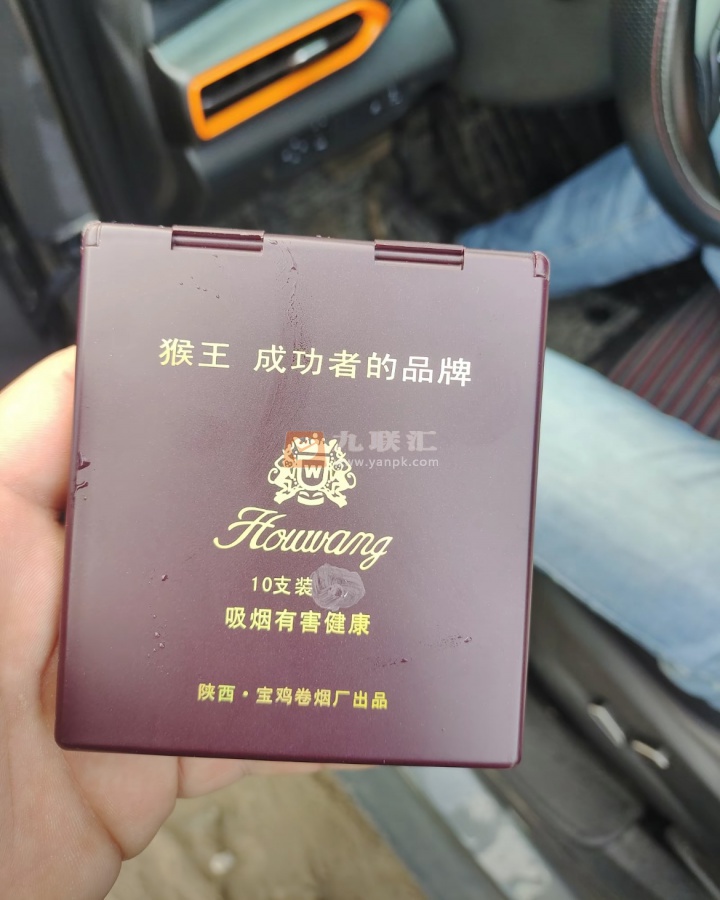 猴王 成功者的品牌
九联汇
www.yanpk.com
W
Houwang
10支装
吸烟有害健康
陕西·宝鸡卷烟厂出品